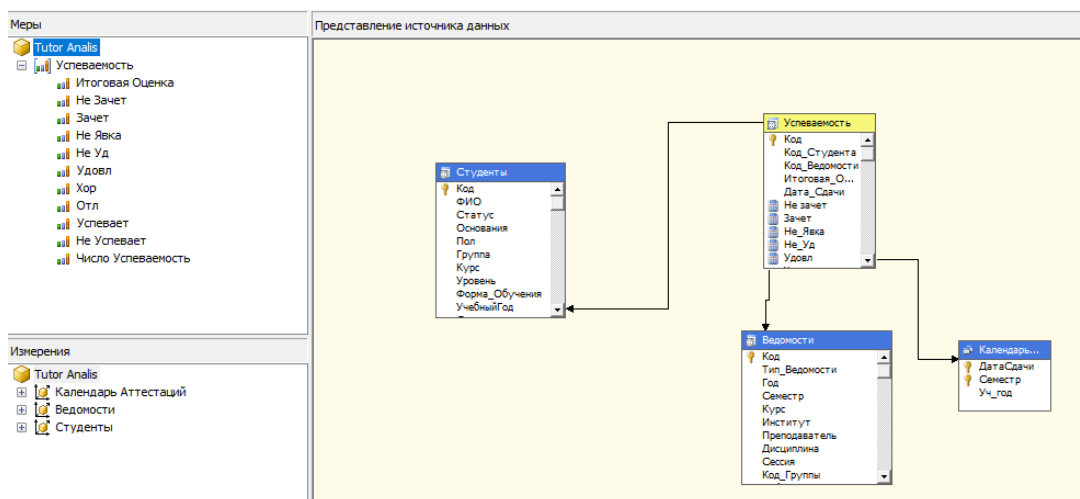 Меры
Tutor Analis
Успеваемость
Итоговая Оценка
Не Зачет
Зачет
Не Явка
Не Уд
Удовл
Хор
Отл
Успевает
Не Успевает
Число Успеваемость
Измерения
Tutor Analis
Календарь Аттестаций
Ведомости
Студенты
Представление источника данных
Студенты
Код
ФИО
Статус
Основания
Пол
Группа
Курс
Уровень
Форма_Обучения
УчебныйГод
Успеваемость
Код
Код_Студента
Код_Ведомости
Итоговая_О...
Дата_Сдачи
Не зачет
Зачет
Не_Явка
Не_Уд
Удовл
Ведомости
Код
Тип_Ведомости
Год
Семестр
Курс
Институт
Преподаватель
Дисциплина
Сессия
Код_Группы
Календарь...
ДатаСдачи
Семестр
Уч_год